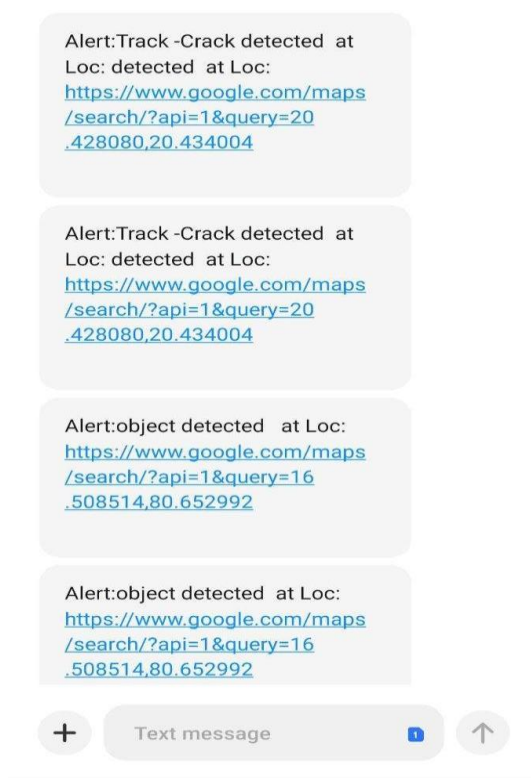 Alert:Track -Crack detected  at
Loc: detected  at Loc:
https://www.google.com/maps
/search/?api=1&query=20
.428080,20.434004
Alert:Track -Crack detected  at
Loc: detected  at Loc:
https://www.google.com/maps
/search/?api=1&query=20
.428080,20.434004
Alert:object detected   at Loc:
https://www.google.com/maps
/search/?api=1&query=16
.508514,80.652992
Alert:object detected  at Loc:
https://www.google.com/maps
/search/?api=1&query=16
.508514,80.652992
Text message
1